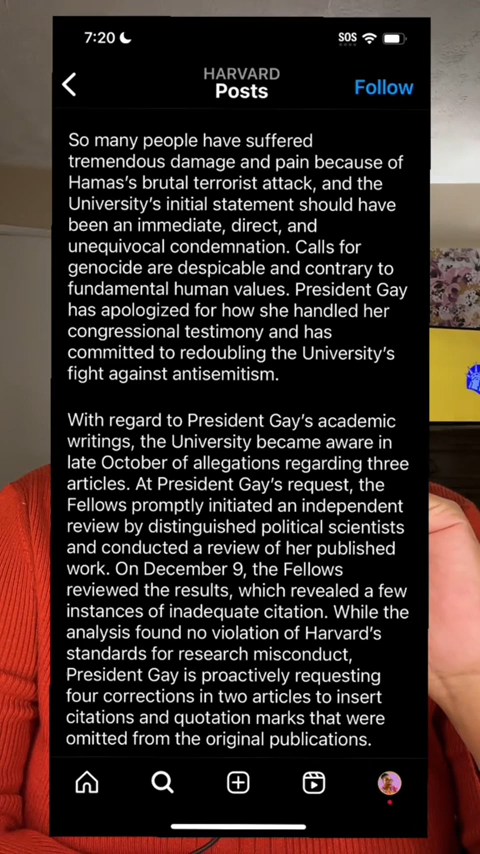 7:20
SOS
HARVARD
Posts
Follow
So many people have suffered
tremendous damage and pain because of
Hamas's brutal terrorist attack, and the
University's initial statement should have
been an immediate, direct, and
unequivocal condemnation. Calls for
genocide are despicable and contrary to
fundamental human values. President Gay
has apologized for how she handled her
congressional testimony and has
committed to redoubling the University's
fight against antisemitism.
With regard to President Gay's academic
writings, the University became aware in
late October of allegations regarding three
articles. At President Gay's request, the
Fellows promptly initiated an independent
review by distinguished political scientists
and conducted a review of her published
work. On December 9, the Fellows
reviewed the results, which revealed a few
instances of inadequate citation. While the
analysis found no violation of Harvard's
standards for research misconduct,
President Gay is proactively requesting
four corrections in two articles to insert
citations and quotation marks that were
omitted from the original publications.